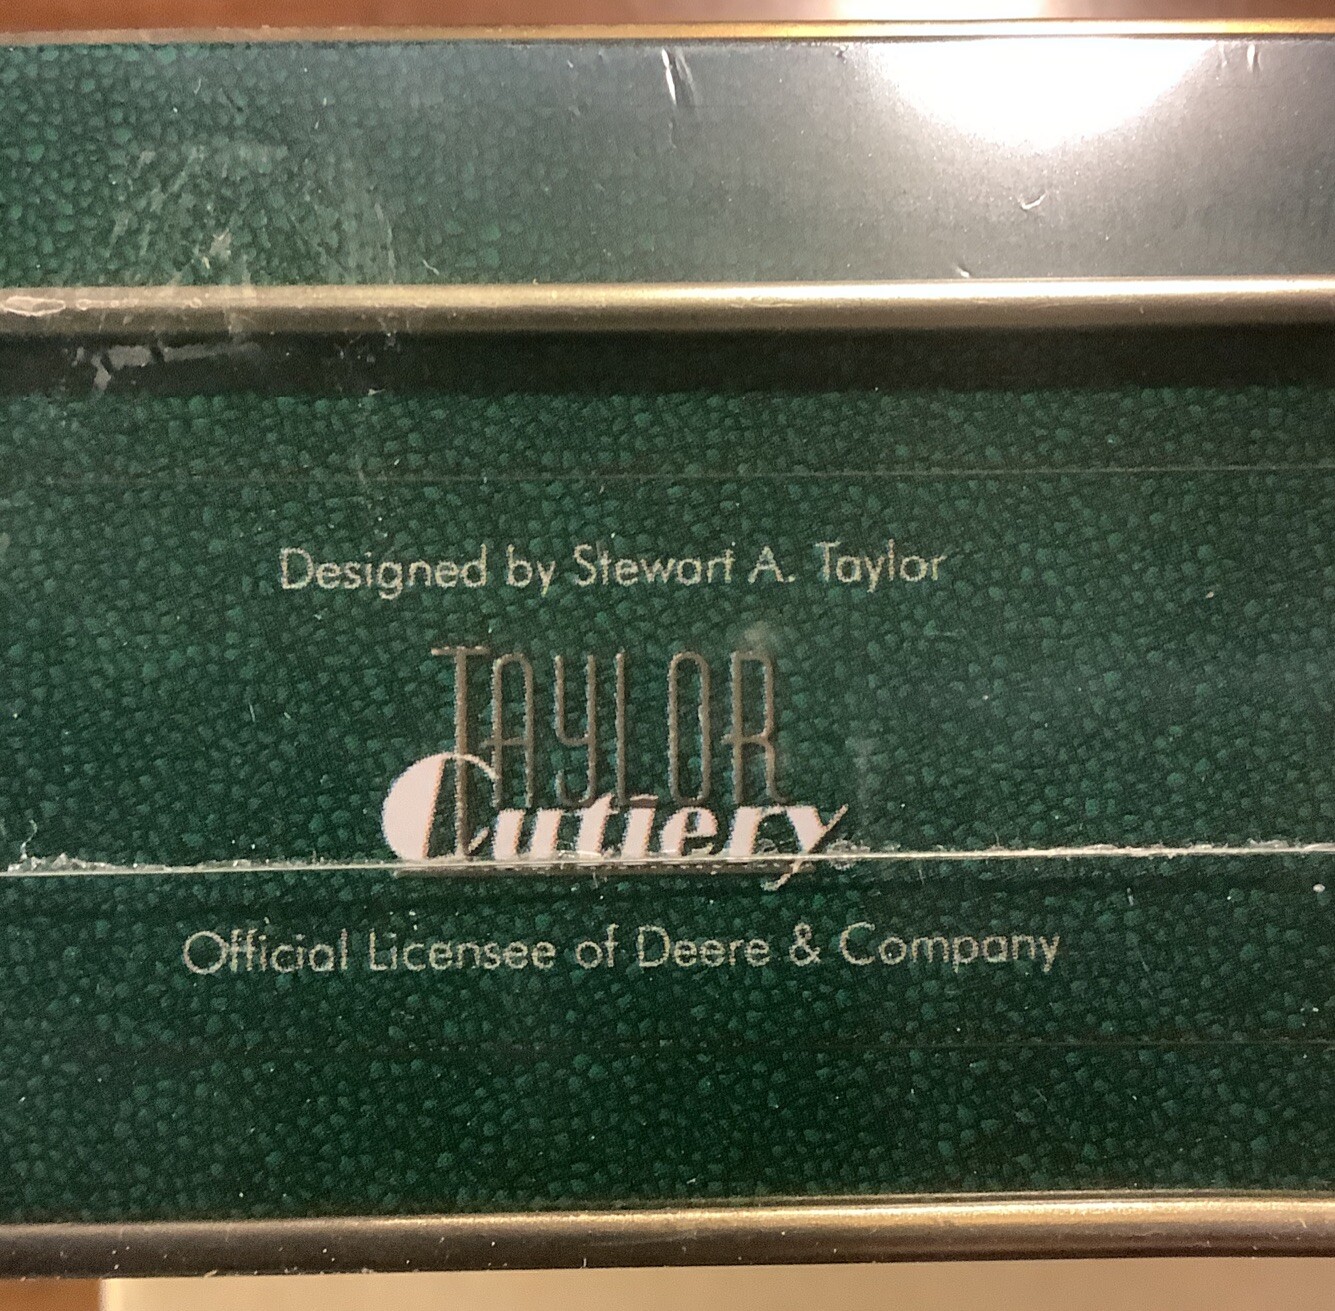 Designed by Stewart A. Taylor
TAYLOR
Cutlery
Official Licensee of Deere & Company